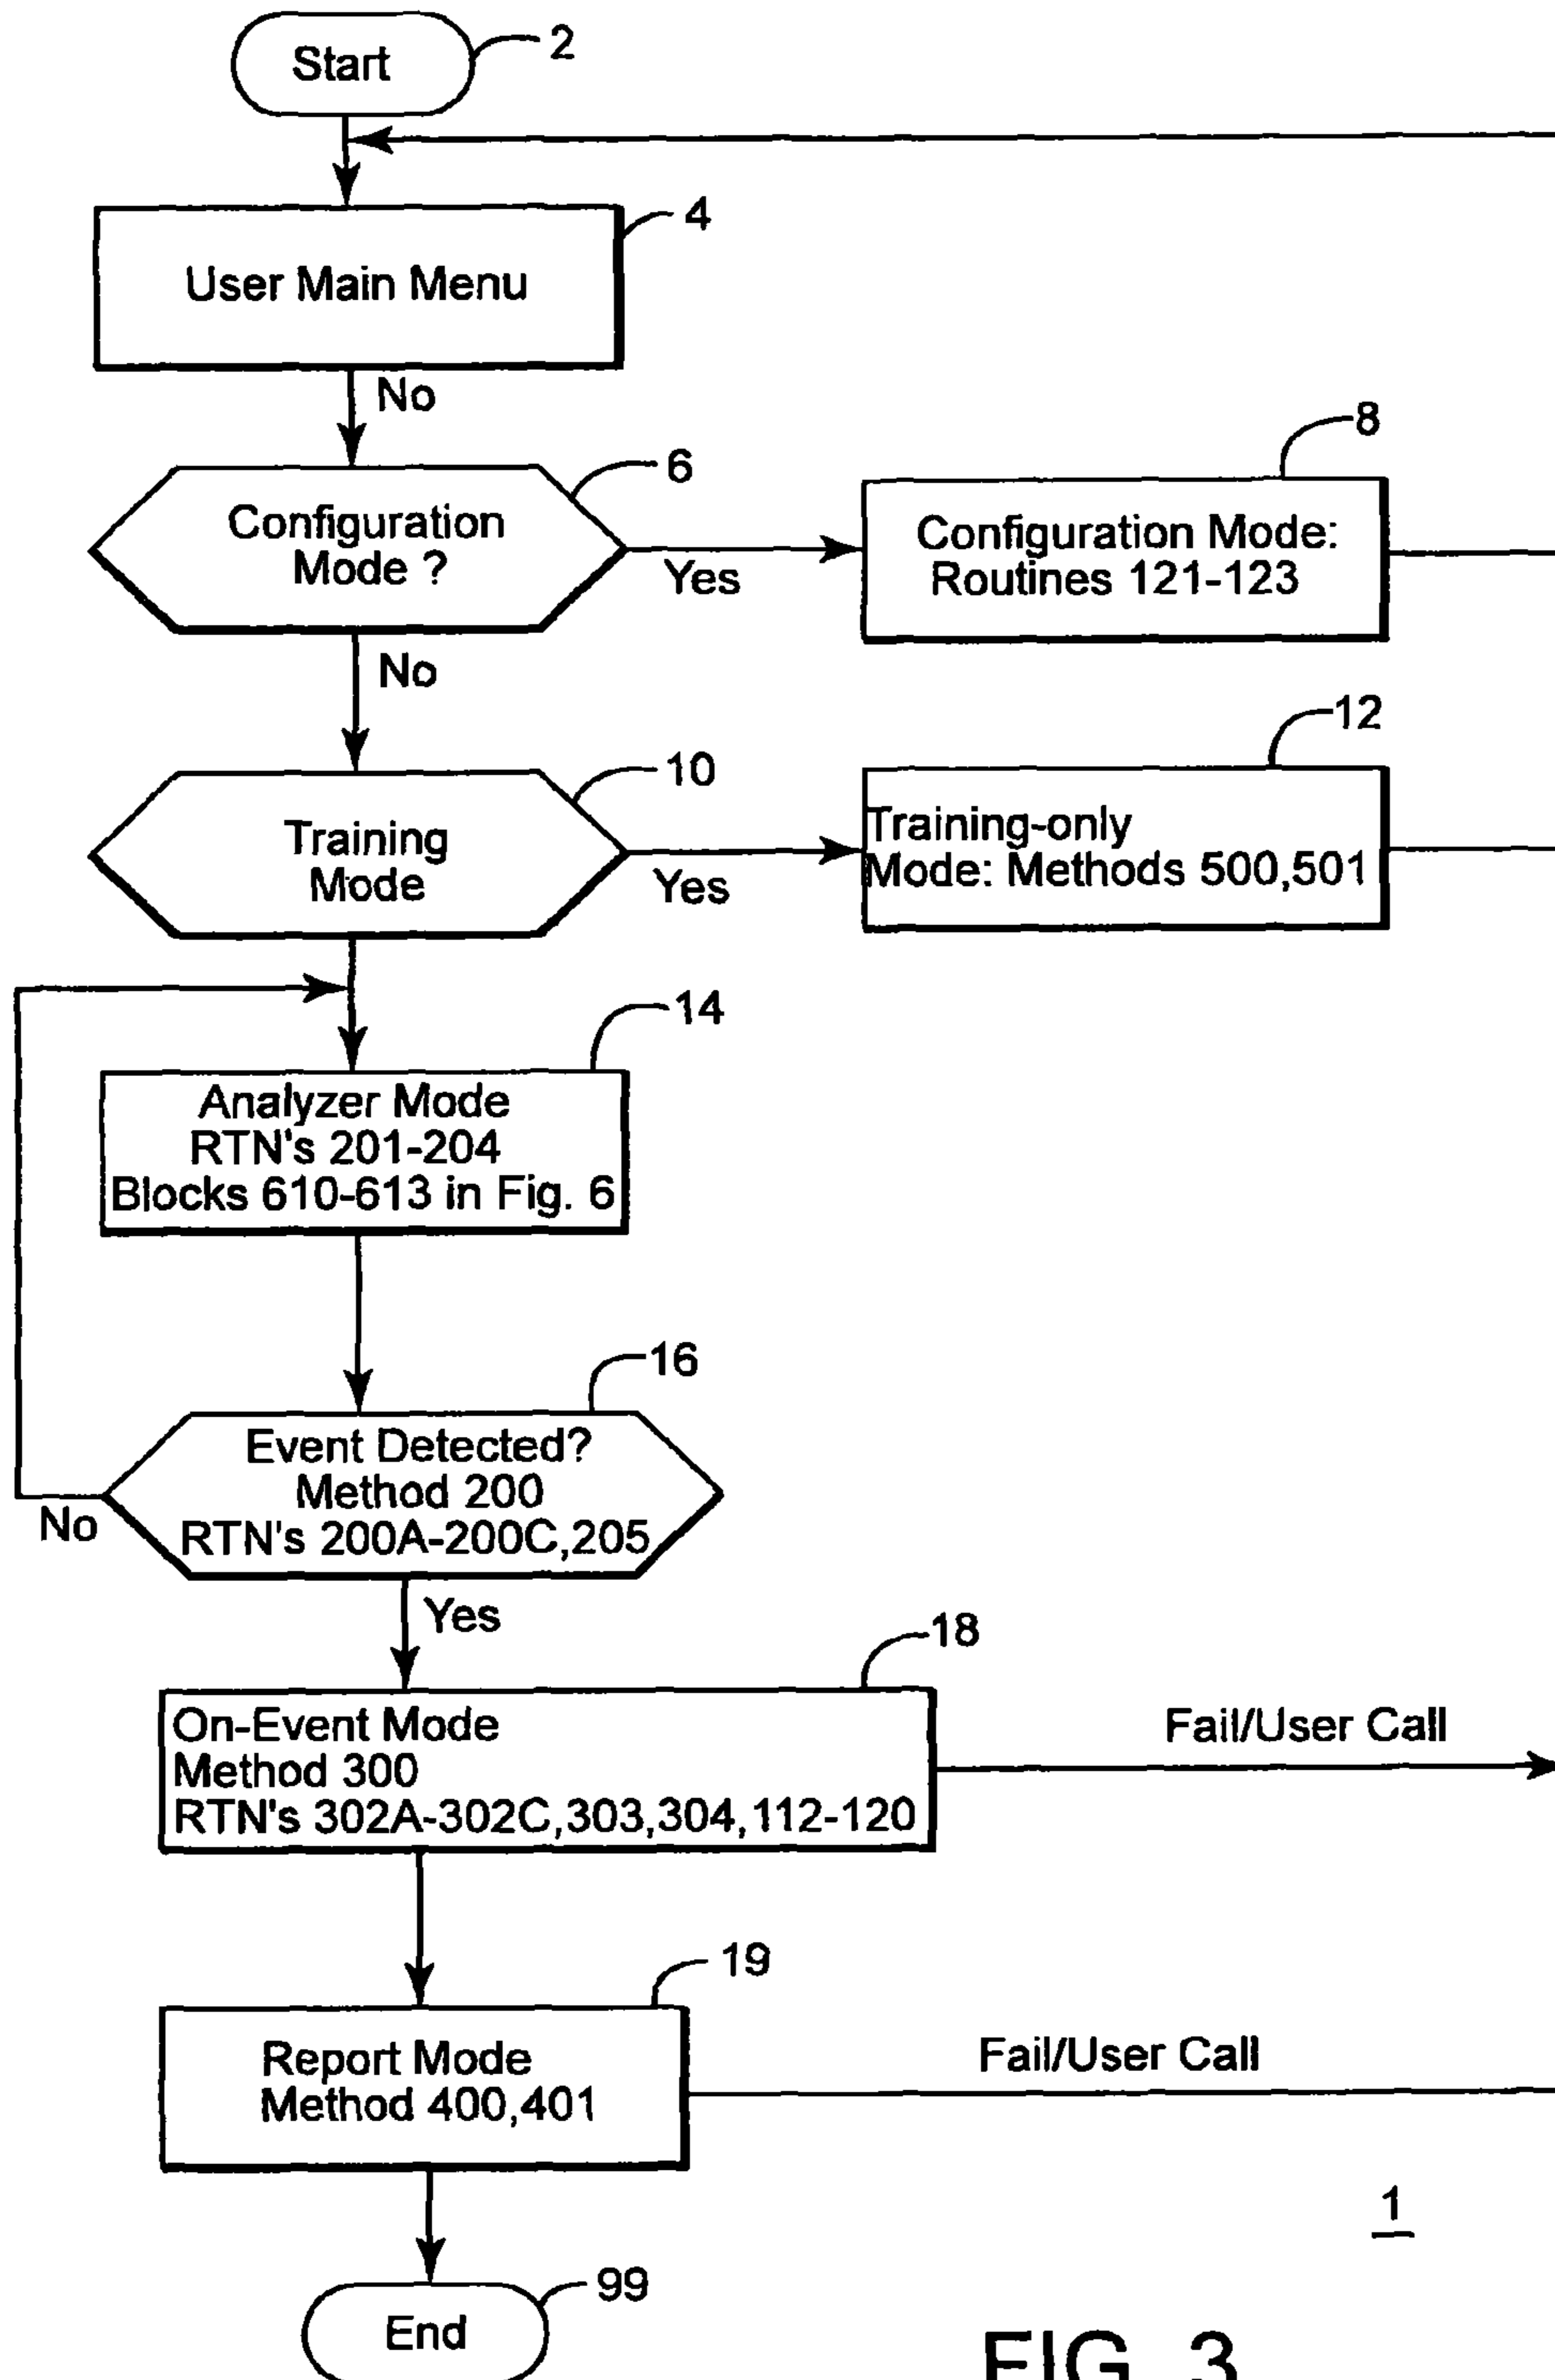 Start
2
User Main Menu
4
No
Configuration
Mode ?
6
Yes
Configuration Mode:
Routines 121-123
8
No
Training
Mode
10
Yes
Training-only
Mode: Methods 500,501
12
Analyzer Mode
RTN's 201-204
Blocks 610-613 in Fig. 6
14
Event Detected?
Method 200
RTN's 200A-200C,205
16
No
Yes
On-Event Mode
Method 300
RTN's 302A-302C,303,304,112-120
18
Fail/User Call
Report Mode
Method 400,401
19
Fail/User Call
End
99
1
FIG. 3